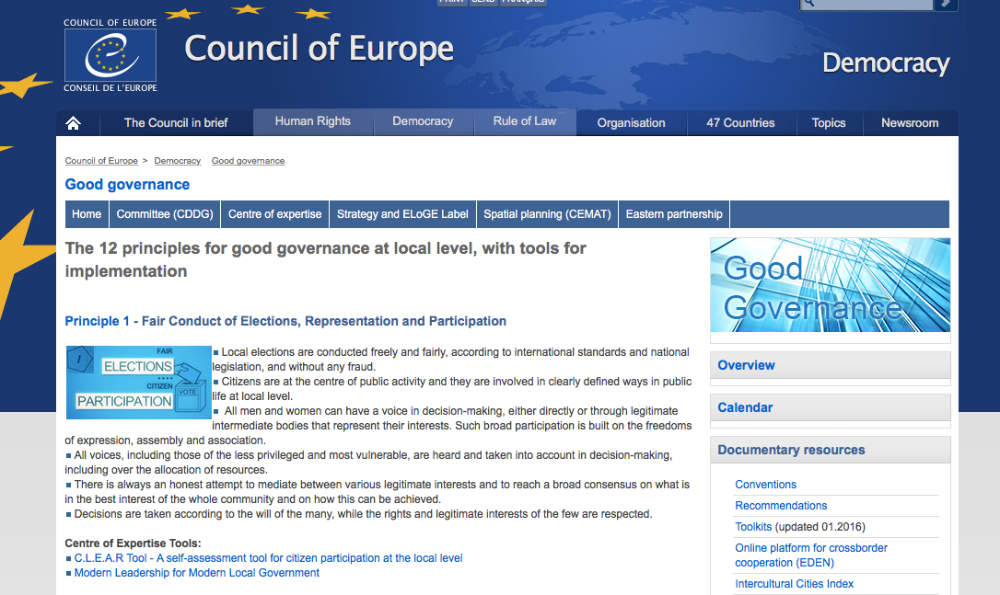 PRINT SEND FRANÇAIS
COUNCIL OF EUROPE
CONSEIL DE L'EUROPE
Council of Europe
Democracy
The Council in brief
Human Rights
Democracy
Rule of Law
Organisation
47 Countries
Topics
Newsroom
Council of Europe > Democracy Good governance
Good governance
Home
Committee (CDDG)
Centre of expertise
Strategy and ELoGE Label
Spatial planning (CEMAT)
Eastern partnership
The 12 principles for good governance at local level, with tools for
implementation
Principle 1 - Fair Conduct of Elections, Representation and Participation
1
FAIR
ELECTIONS
CITIZEN
PARTICIPATION
VOTE
Local elections are conducted freely and fairly, according to international standards and national
legislation, and without any fraud.
Citizens are at the centre of public activity and they are involved in clearly defined ways in public
life at local level.
All men and women can have a voice in decision-making, either directly or through legitimate
intermediate bodies that represent their interests. Such broad participation is built on the freedoms
of expression, assembly and association.
All voices, including those of the less privileged and most vulnerable, are heard and taken into account in decision-making,
including over the allocation of resources.
There is always an honest attempt to mediate between various legitimate interests and to reach a broad consensus on what is
in the best interest of the whole community and on how this can be achieved.
Decisions are taken according to the will of the many, while the rights and legitimate interests of the few are respected.
Centre of Expertise Tools:
C.L.E.A.R Tool - A self-assessment tool for citizen participation at the local level
Modern Leadership for Modern Local Government
Good
Governance
Overview
Calendar
Documentary resources
Conventions
Recommendations
Toolkits (updated 01.2016)
Online platform for crossborder
cooperation (EDEN)
Intercultural Cities Index